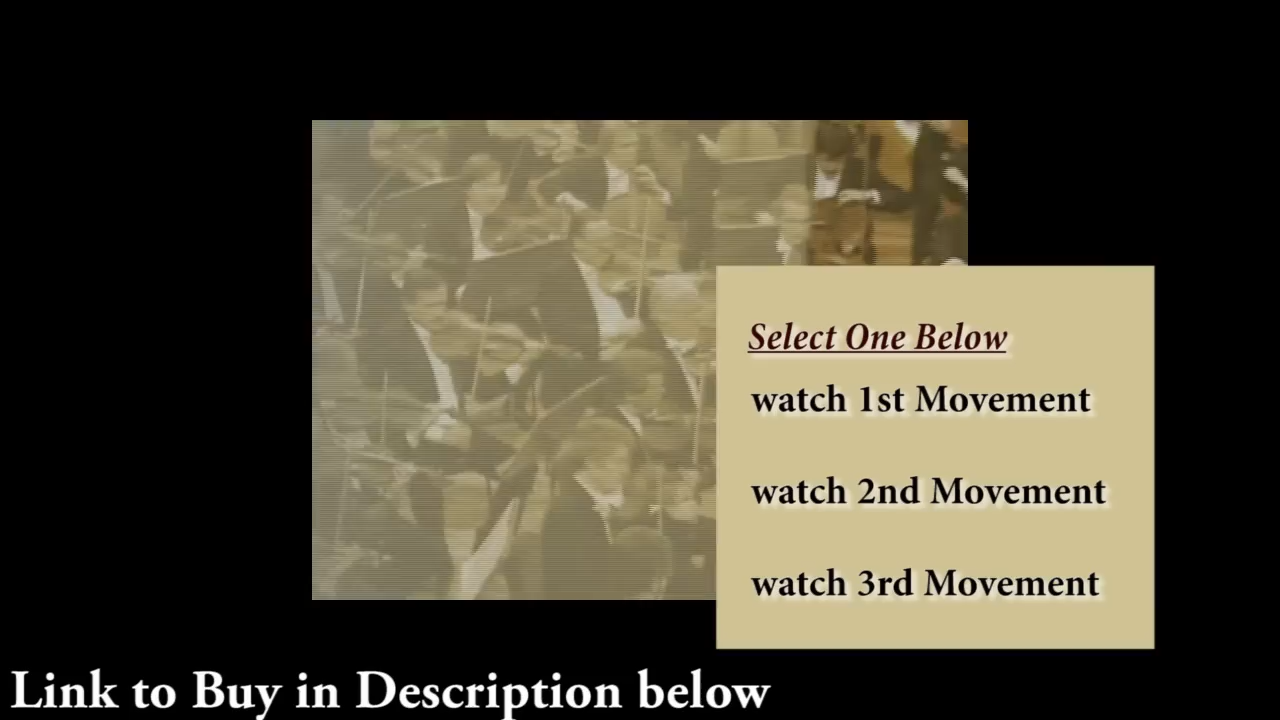 Select One Below
watch 1st Movement
watch 2nd Movement
watch 3rd Movement
Link to Buy in Description below